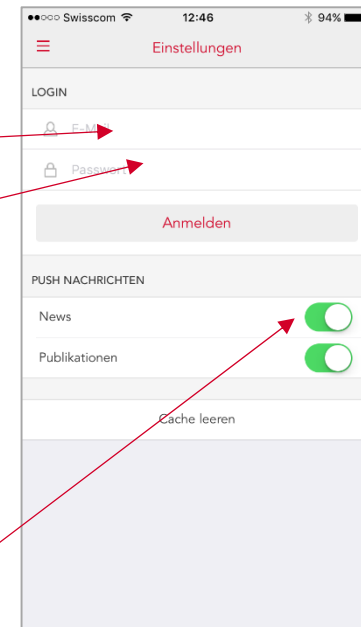 Swisscom 12:46 94%
Einstellungen
LOGIN
E-Mail
Passwort
Anmelden
PUSH NACHRICHTEN
News
Publikationen
Cache leeren